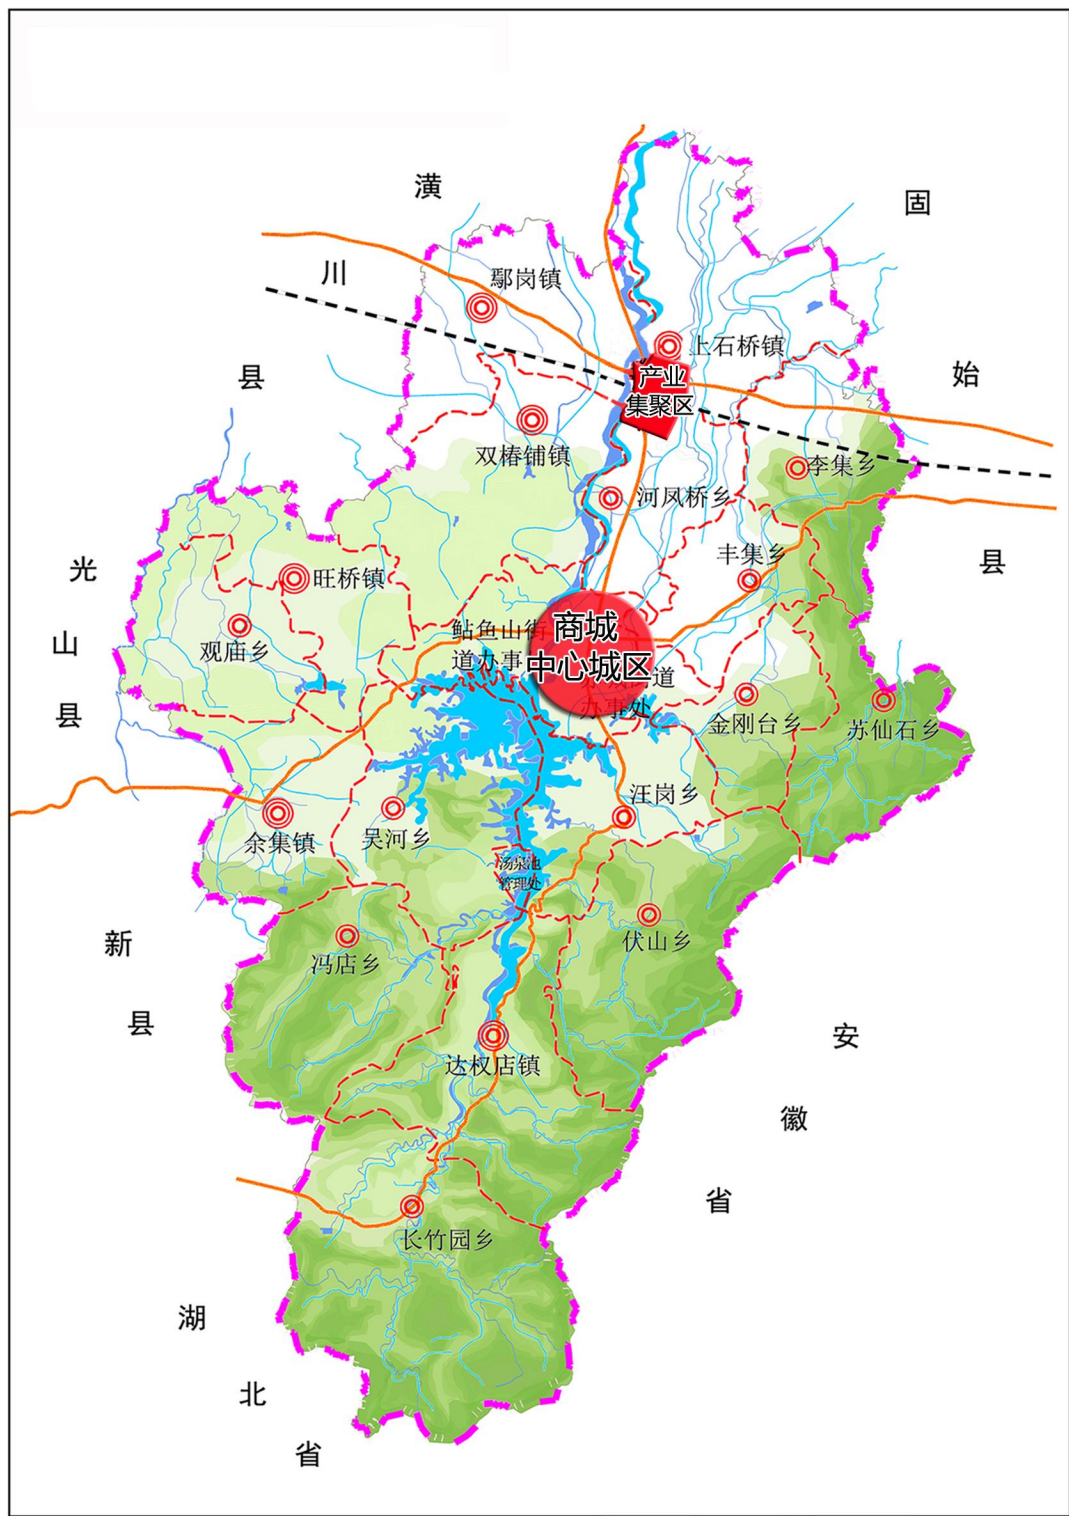 潢
川
县
固
始
县
鄢岗镇
上石桥镇
产业
集聚区
双椿铺镇
李集乡
河凤桥乡
丰集乡
光
山
县
旺桥镇
观庙乡
鲇鱼山街
道办事
商城
中心城区
道
办事处
金刚台乡
苏仙石乡
汪岗乡
余集镇
吴河乡
汤泉池
管理处
伏山乡
冯店乡
新
县
达权店镇
安
徽
省
长竹园乡
湖
北
省